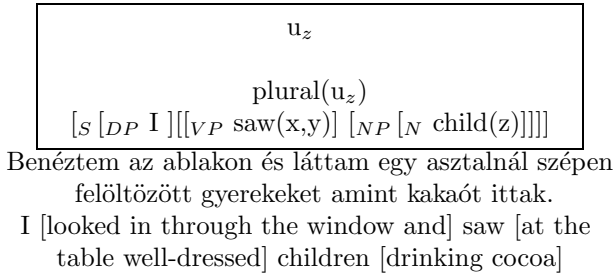 u_z
plural(u_z)
[_S [_DP I ][[_VP saw(x,y)] [_NP [_N child(z)]]]]
Benéztem az ablakon és láttam egy asztalnál szépen
felöltözött gyerekeket amint kakaót ittak.
I [looked in through the window and] saw [at the
table well-dressed] children [drinking cocoa]